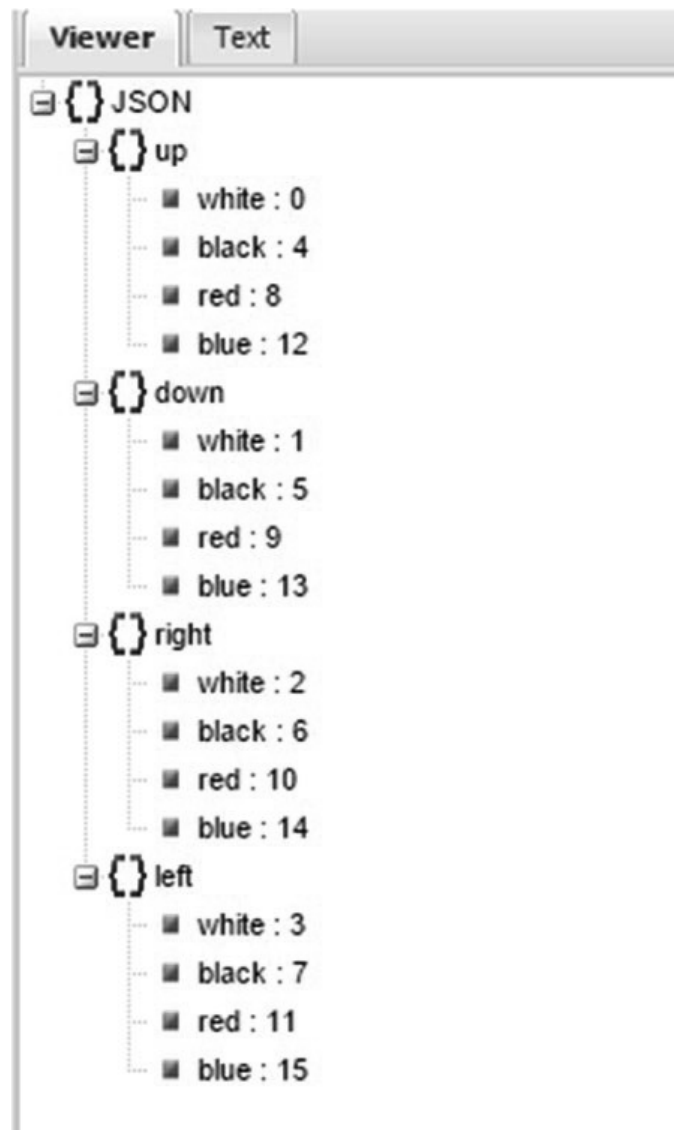 Viewer Text
{} JSON
{} up
white : 0
black : 4
red : 8
blue : 12
{} down
white : 1
black : 5
red : 9
blue : 13
{} right
white : 2
black : 6
red : 10
blue : 14
{} left
white : 3
black : 7
red : 11
blue : 15